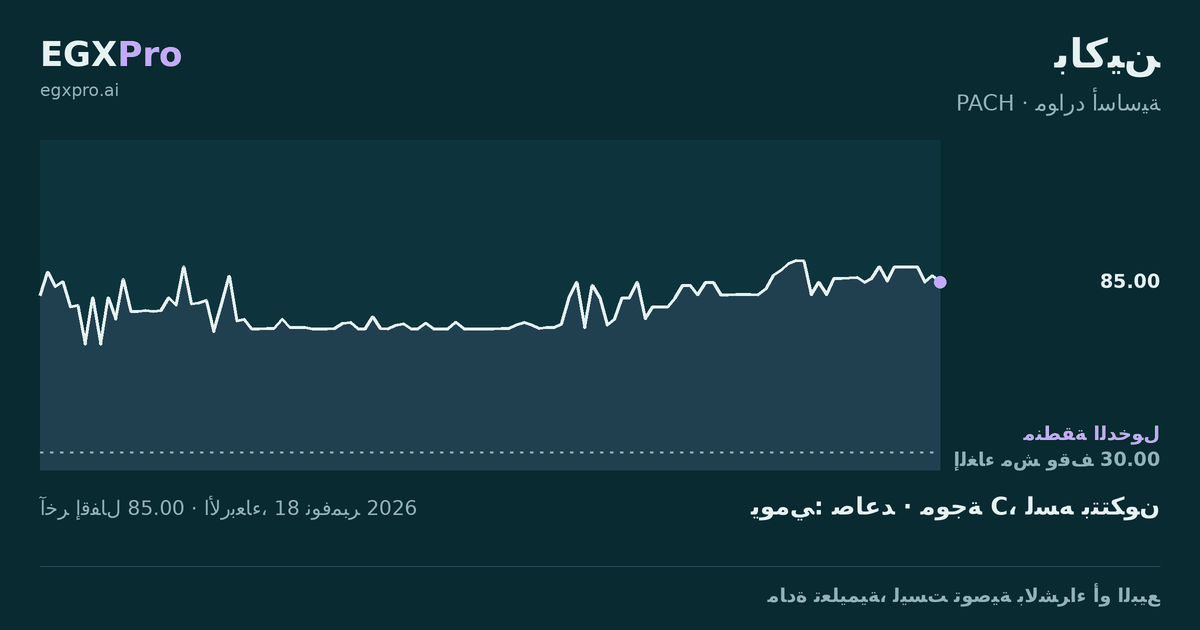 EGXPro
egxpro.ai
باكين
PACH · موارد أساسية
85.00
منطقة الدخول
إلغاء مش وقف 30.00
آخر إقفال 85.00 · الأربعاء، 18 نوفمبر 2026
يومي: صاعد · موجة C، لسه بتتكون
مادة تعليمية، ليست توصية بالشراء أو البيع